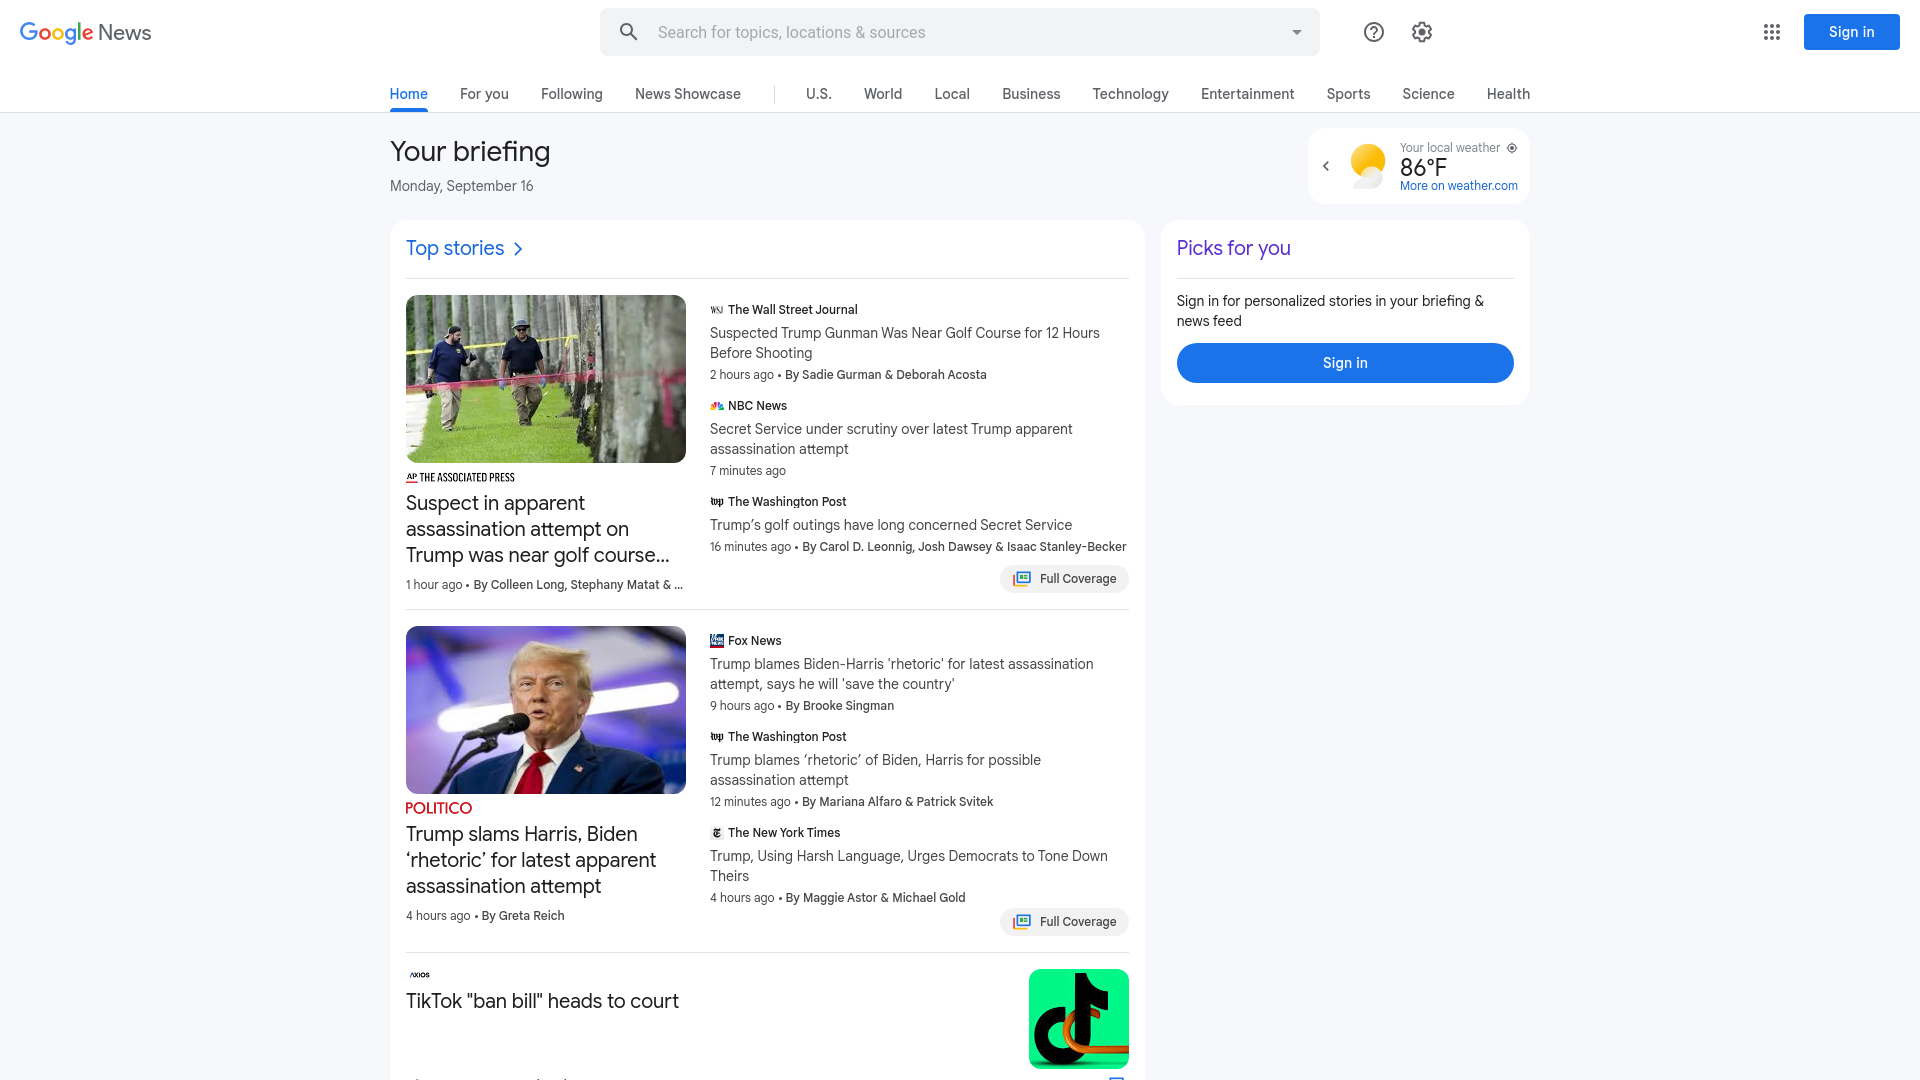 Google News
Search for topics, locations & sources
Sign in
Home
For you
Following
News Showcase
U.S.
World
Local
Business
Technology
Entertainment
Sports
Science
Health
Your briefing
Monday, September 16
Your local weather
86°F
More on weather.com
Top stories
AP THE ASSOCIATED PRESS
Suspect in apparent
assassination attempt on
Trump was near golf course...
1 hour ago • By Colleen Long, Stephany Matat & ...
WSJ The Wall Street Journal
Suspected Trump Gunman Was Near Golf Course for 12 Hours
Before Shooting
2 hours ago • By Sadie Gurman & Deborah Acosta
NBC News
Secret Service under scrutiny over latest Trump apparent
assassination attempt
7 minutes ago
wp The Washington Post
Trump’s golf outings have long concerned Secret Service
16 minutes ago • By Carol D. Leonnig, Josh Dawsey & Isaac Stanley-Becker
Full Coverage
POLITICO
Trump slams Harris, Biden
‘rhetoric’ for latest apparent
assassination attempt
4 hours ago • By Greta Reich
Fox News
Trump blames Biden-Harris 'rhetoric' for latest assassination
attempt, says he will 'save the country'
9 hours ago • By Brooke Singman
wp The Washington Post
Trump blames ‘rhetoric’ of Biden, Harris for possible
assassination attempt
12 minutes ago • By Mariana Alfaro & Patrick Svitek
The New York Times
Trump, Using Harsh Language, Urges Democrats to Tone Down
Theirs
4 hours ago • By Maggie Astor & Michael Gold
Full Coverage
AXIOS
TikTok "ban bill" heads to court
Picks for you
Sign in for personalized stories in your briefing &
news feed
Sign in